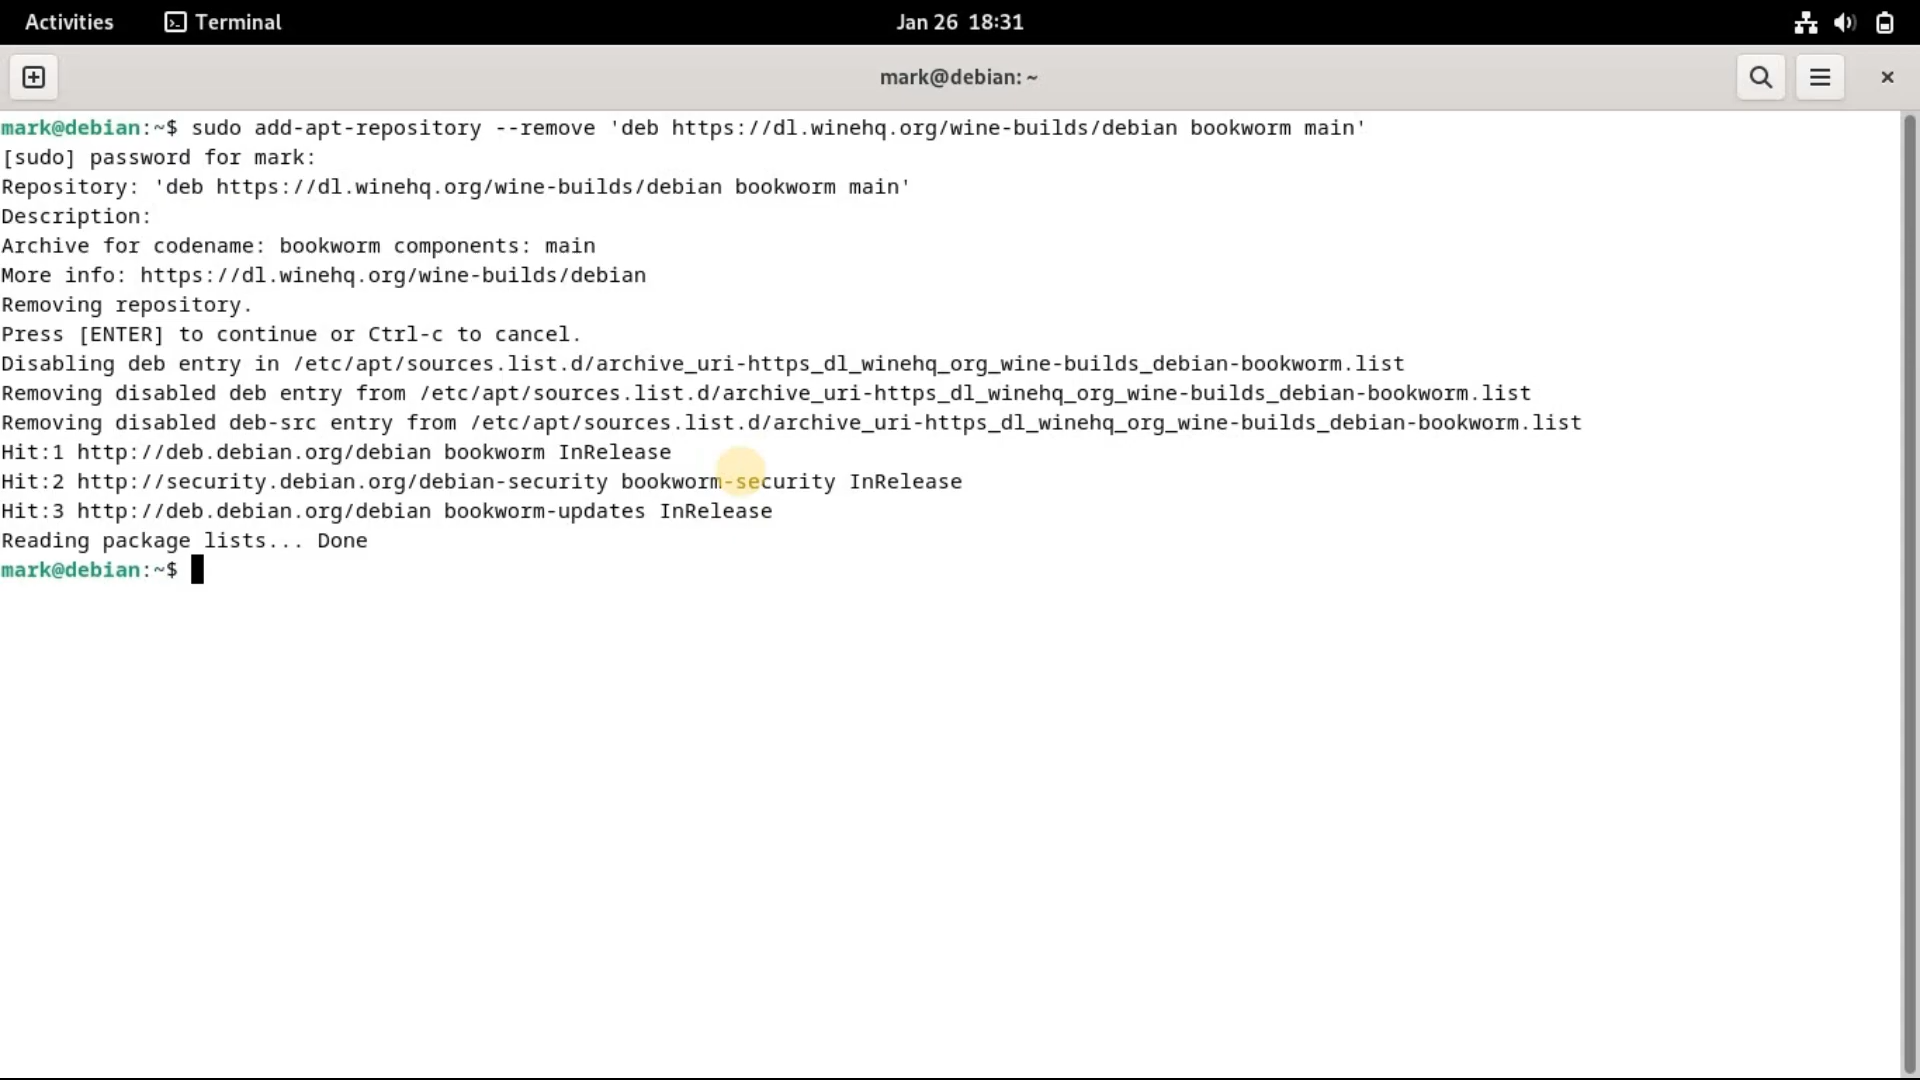 Activities Terminal Jan 26 18:31
mark@debian: ~
mark@debian:~$ sudo add-apt-repository --remove 'deb https://dl.winehq.org/wine-builds/debian bookworm main'
[sudo] password for mark:
Repository: 'deb https://dl.winehq.org/wine-builds/debian bookworm main'
Description:
Archive for codename: bookworm components: main
More info: https://dl.winehq.org/wine-builds/debian
Removing repository.
Press [ENTER] to continue or Ctrl-c to cancel.
Disabling deb entry in /etc/apt/sources.list.d/archive_uri-https_dl_winehq_org_wine-builds_debian-bookworm.list
Removing disabled deb entry from /etc/apt/sources.list.d/archive_uri-https_dl_winehq_org_wine-builds_debian-bookworm.list
Removing disabled deb-src entry from /etc/apt/sources.list.d/archive_uri-https_dl_winehq_org_wine-builds_debian-bookworm.list
Hit:1 http://deb.debian.org/debian bookworm InRelease
Hit:2 http://security.debian.org/debian-security bookworm-security InRelease
Hit:3 http://deb.debian.org/debian bookworm-updates InRelease
Reading package lists... Done
mark@debian:~$